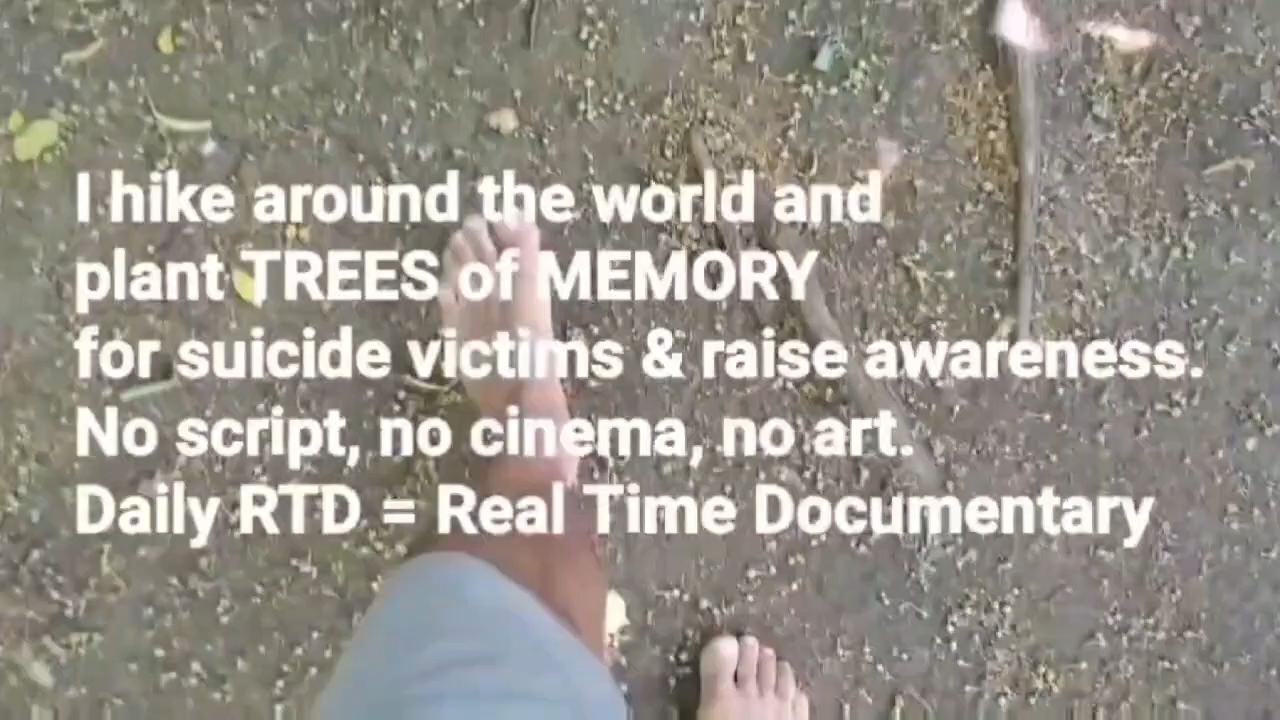 I hike around the world and
plant TREES of MEMORY
for suicide victims & raise awareness.
No script, no cinema, no art.
Daily RTD = Real Time Documentary